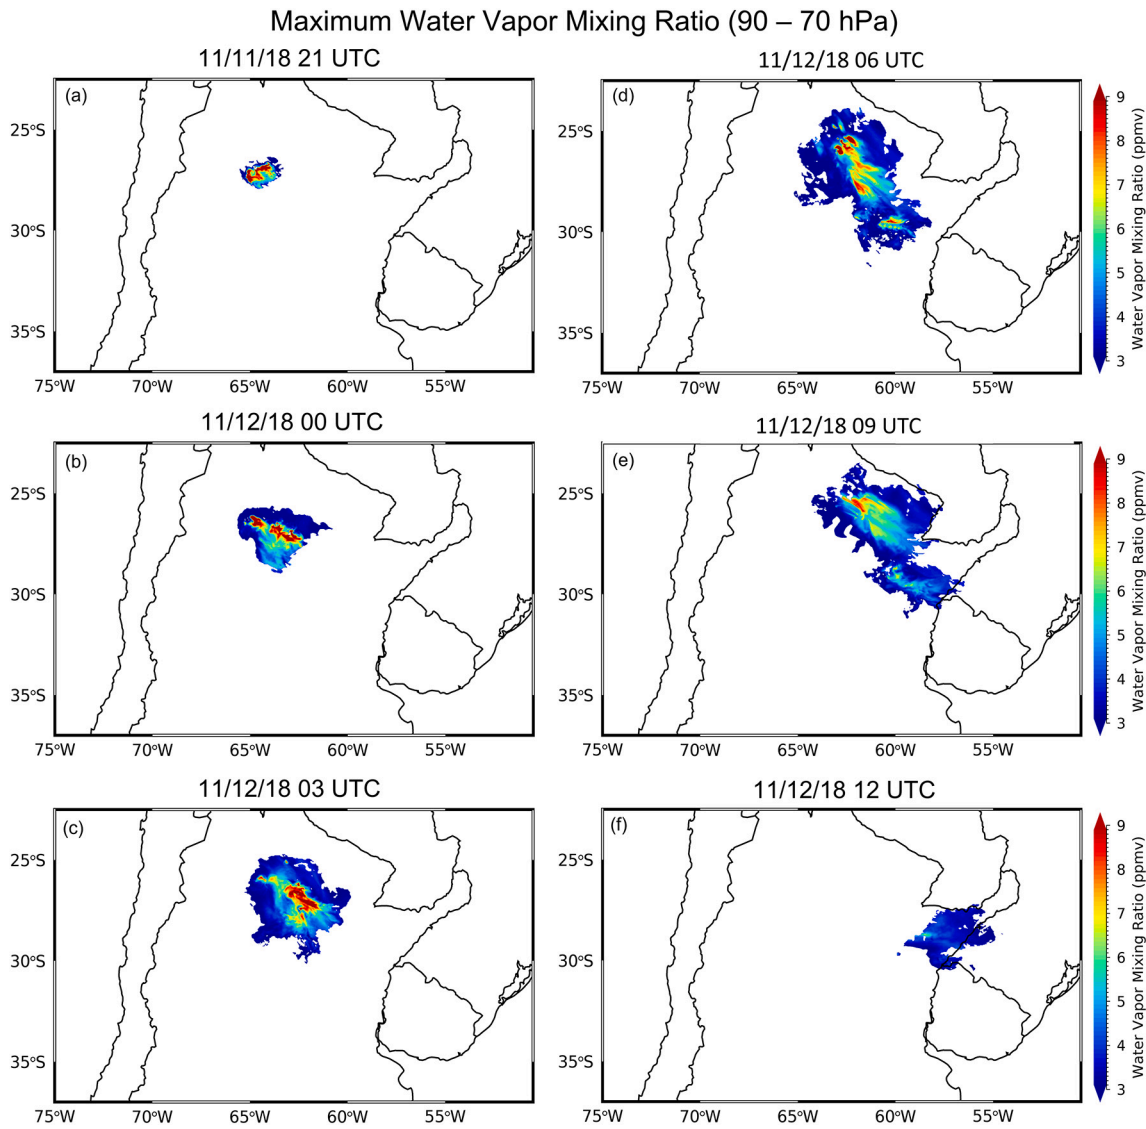 Maximum Water Vapor Mixing Ratio (90 – 70 hPa)
11/11/18 21 UTC
(a)
25°S
30°S
35°S
75°W 70°W 65°W 60°W 55°W
11/12/18 00 UTC
(b)
25°S
30°S
35°S
75°W 70°W 65°W 60°W 55°W
11/12/18 03 UTC
(c)
25°S
30°S
35°S
75°W 70°W 65°W 60°W 55°W
11/12/18 06 UTC
(d)
25°S
30°S
35°S
75°W 70°W 65°W 60°W 55°W
9
8
7
6
5
4
3
Water Vapor Mixing Ratio (ppmv)
11/12/18 09 UTC
(e)
25°S
30°S
35°S
75°W 70°W 65°W 60°W 55°W
9
8
7
6
5
4
3
Water Vapor Mixing Ratio (ppmv)
11/12/18 12 UTC
(f)
25°S
30°S
35°S
75°W 70°W 65°W 60°W 55°W
9
8
7
6
5
4
3
Water Vapor Mixing Ratio (ppmv)